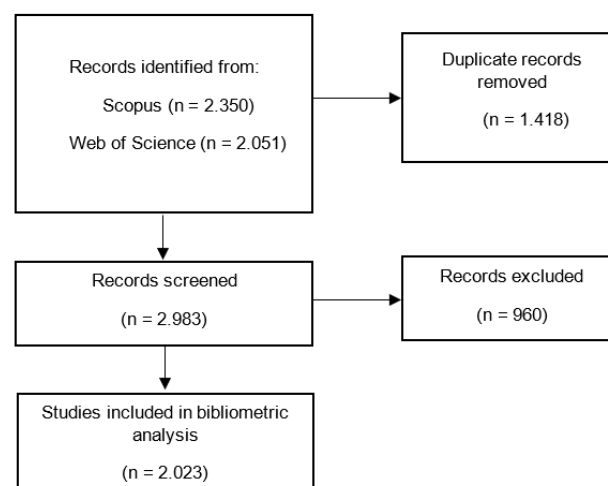 Records identified from:
Scopus (n = 2.350)
Web of Science (n = 2.051)
Duplicate records
removed
(n = 1.418)
Records screened
(n = 2.983)
Records excluded
(n = 960)
Studies included in bibliometric
analysis
(n = 2.023)